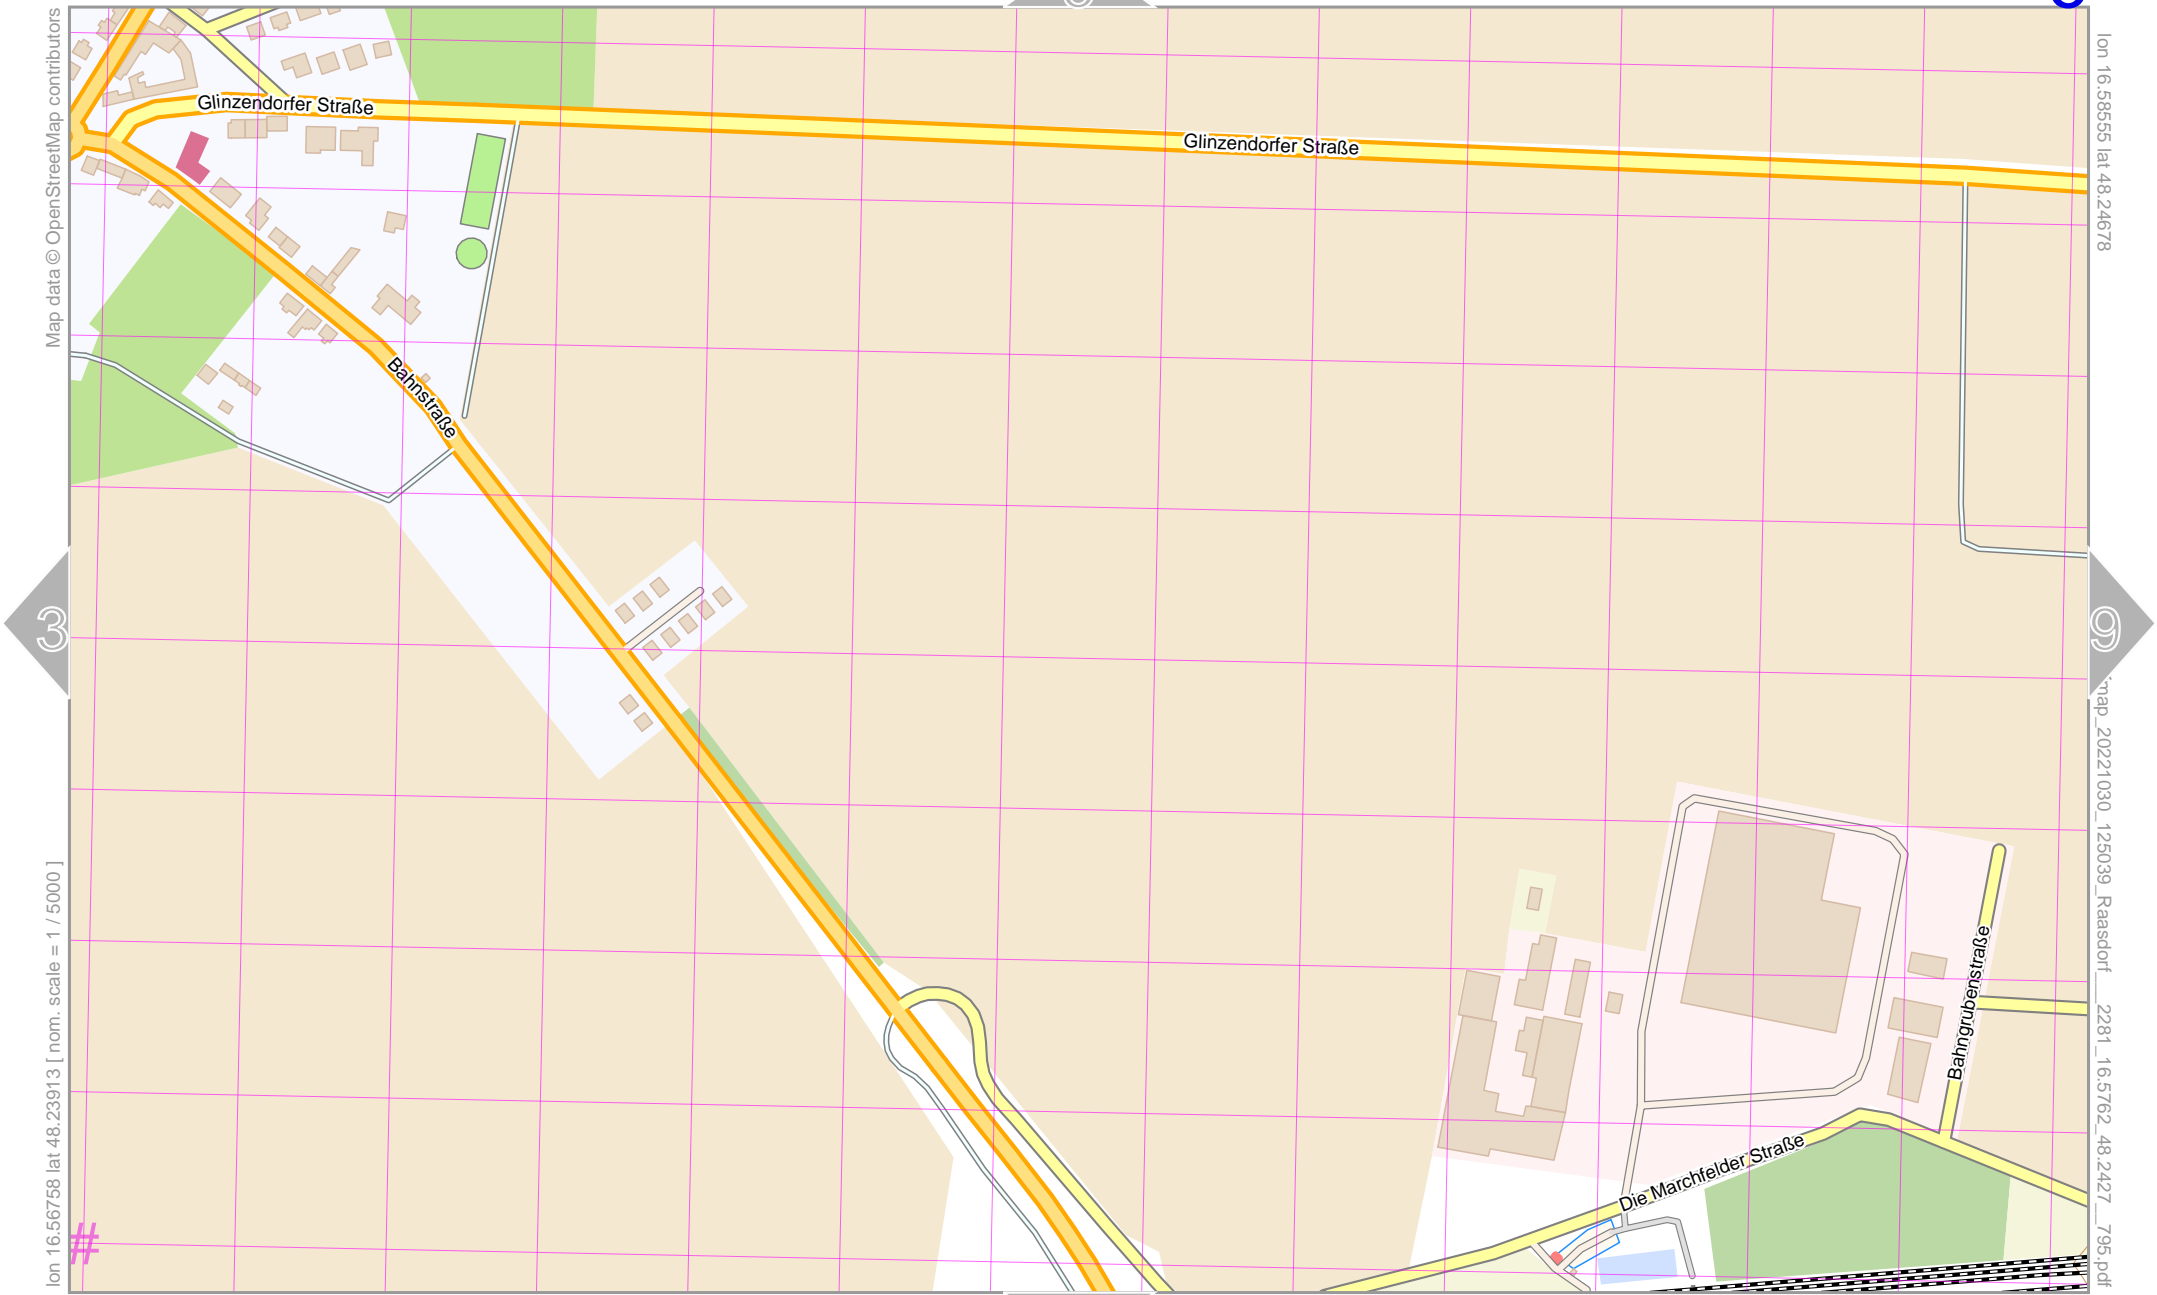 Map data © OpenStreetMap contributors
lon 16.58555 lat 48.24678
Glinzendorfer Straße
Glinzendorfer Straße
Bahnstraße
3
9
Bahngrubenstraße
Die Marchfelder Straße
lon 16.56758 lat 48.23913 [ nom. scale = 1 / 5000 ]
map_20221030_125039_Raasdorf__2281_16.5762_48.2427__795.pdf
#